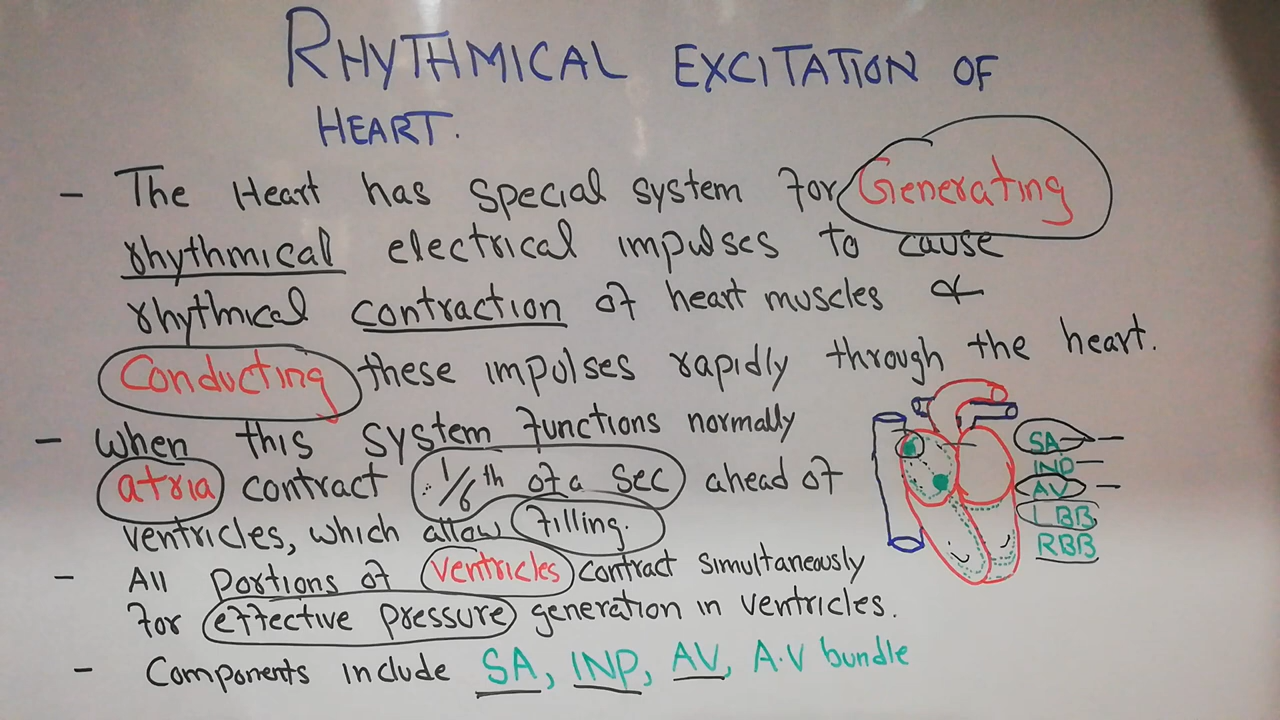 RHYTHMICAL EXCITATION OF
HEART.
- The Heart has special system for Generating
rhythmical electrical impulses to cause
rhythmical contraction of heart muscles &
Conducting these impulses rapidly through the heart.
- When this system functions normally
atria contract 1/6th of a sec ahead of
ventricles, which allow filling.
- All portions of ventricles contract simultaneously
for effective pressure generation in ventricles.
- Components include SA, INP, AV, A.V bundle
SA
INP
AV
LBB
RBB